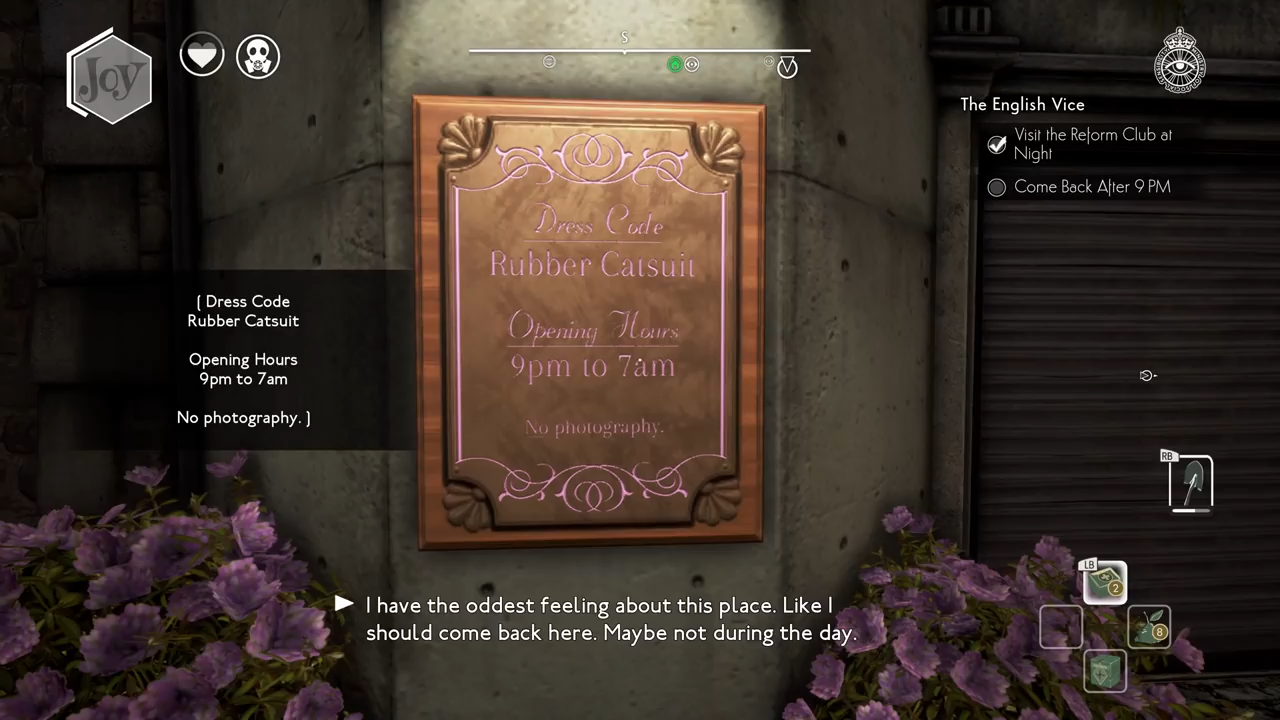 Joy
S
The English Vice
Visit the Reform Club at
Night
Come Back After 9 PM
Dress Code
Rubber Catsuit
Opening Hours
9pm to 7am
No photography.
( Dress Code
Rubber Catsuit
Opening Hours
9pm to 7am
No photography. )
RB
LB
2
8
I have the oddest feeling about this place. Like I
should come back here. Maybe not during the day.